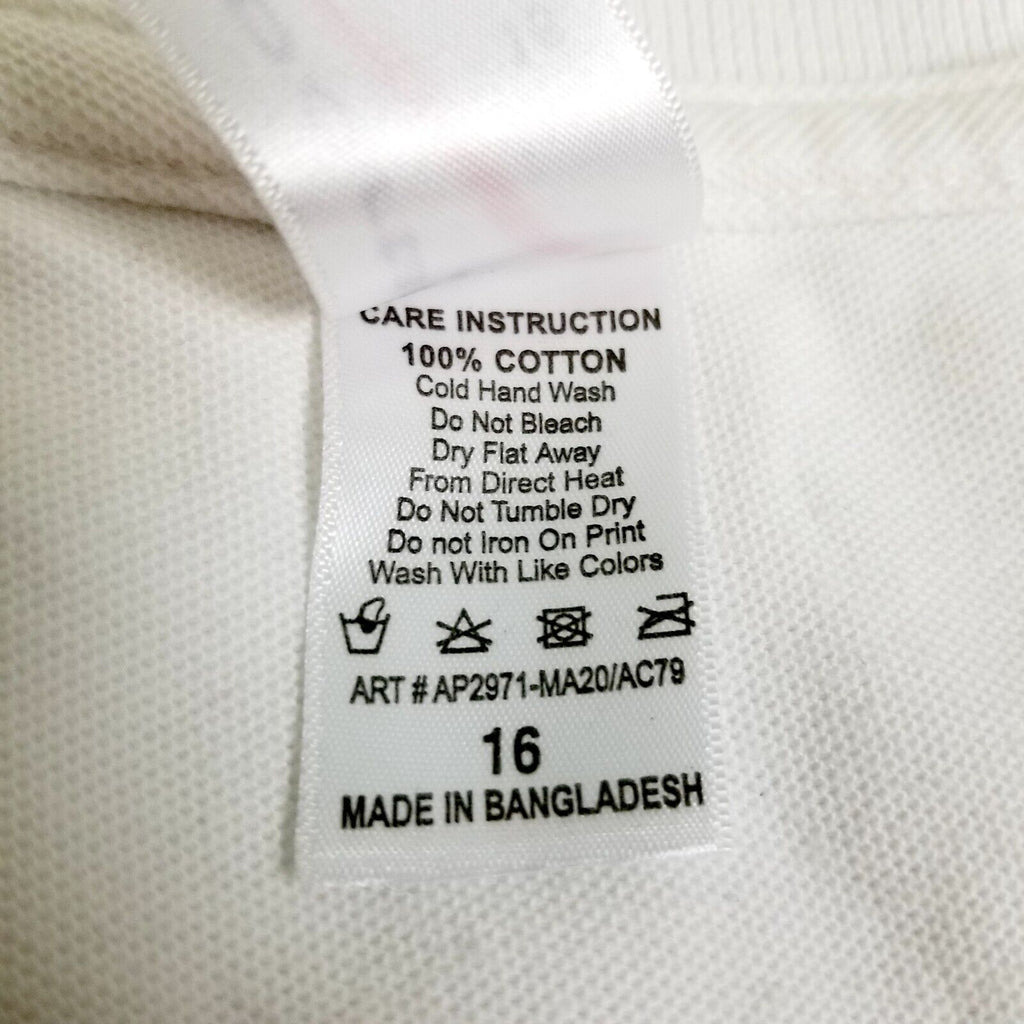 CARE INSTRUCTION
100% COTTON
Cold Hand Wash
Do Not Bleach
Dry Flat Away
From Direct Heat
Do Not Tumble Dry
Do not Iron On Print
Wash With Like Colors
ART # AP2971-MA20/AC79
16
MADE IN BANGLADESH